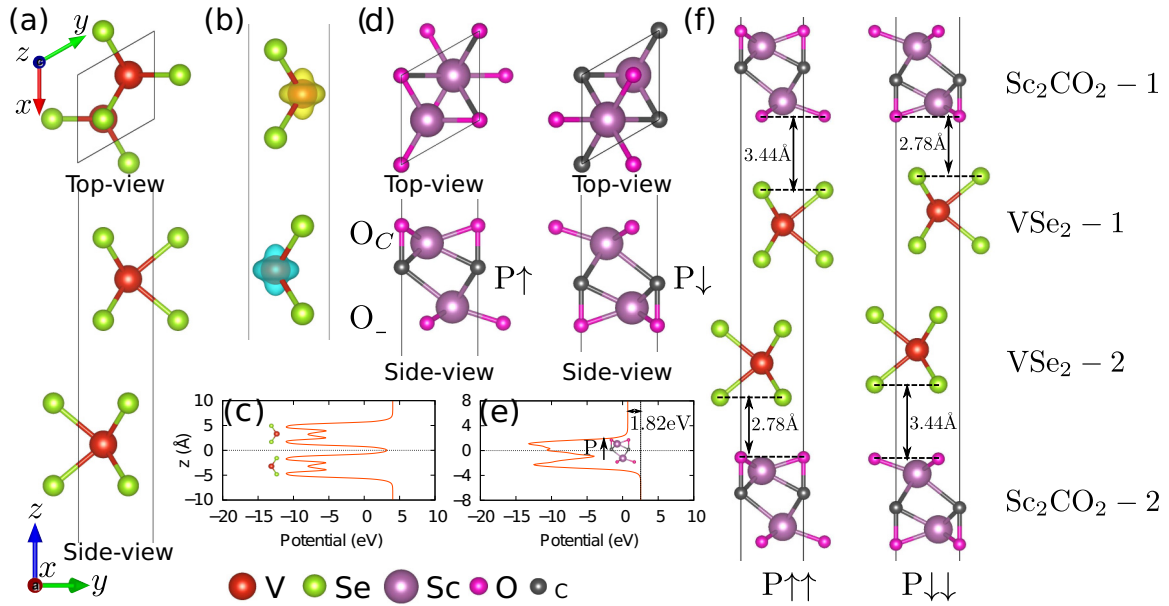 (a)
y
z
c
x
Top-view
z
x
a
y
Side-view
(b)
(c)
z (Å)
10
5
0
−5
−10
−20 −15 −10 −5 0 5 10
Potential (eV)
(d)
Top-view
Top-view
O_C
O_-
P↑
P↓
Side-view
Side-view
(e)
8
4
0
−4
−8
1.82eV
P
−20 −15 −10 −5 0 5 10
Potential (eV)
(f)
3.44Å
2.78Å
2.78Å
3.44Å
Sc₂CO₂ − 1
VSe₂ − 1
VSe₂ − 2
Sc₂CO₂ − 2
P↑↑
P↓↓
V Se Sc O c